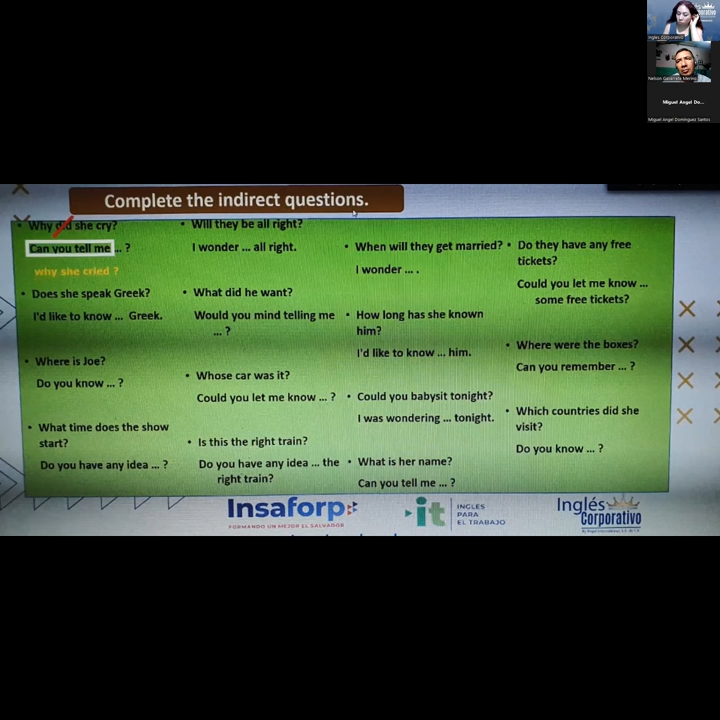 Inglés Corporativo
Miguel Angel Do...
Miguel Angel Dominguez Santos
Complete the indirect questions.
• Why did she cry?
Can you tell me ... ?
why she cried ?
• Does she speak Greek?
I'd like to know ... Greek.
• Where is Joe?
Do you know ... ?
• What time does the show
start?
Do you have any idea ... ?
• Will they be all right?
I wonder ... all right.
• What did he want?
Would you mind telling me
... ?
• Whose car was it?
Could you let me know ... ?
• Is this the right train?
Do you have any idea ... the
right train?
• When will they get married?
I wonder ... .
• How long has she known
him?
I'd like to know ... him.
• Could you babysit tonight?
I was wondering ... tonight.
• What is her name?
Can you tell me ... ?
• Do they have any free
tickets?
Could you let me know ...
some free tickets?
• Where were the boxes?
Can you remember ... ?
• Which countries did she
visit?
Do you know ... ?
Insaforp
FORMANDO UN MEJOR EL SALVADOR
it
INGLES
PARA
EL TRABAJO
Inglés
Corporativo